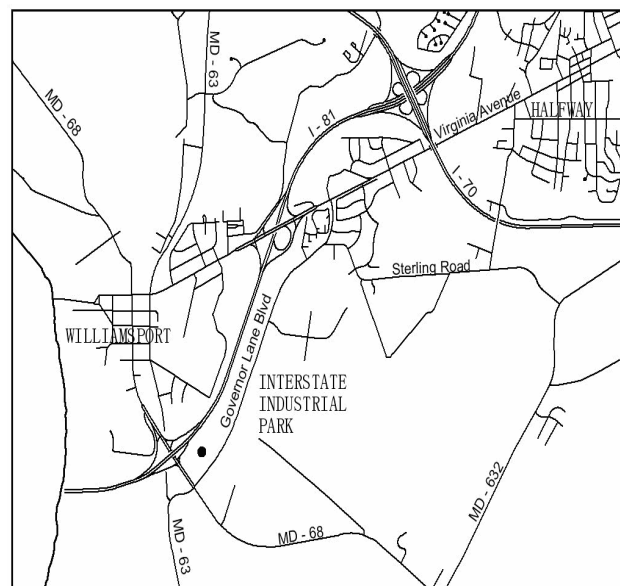 MD - 63
MD - 68
I - 81
Virginia Avenue
HALFWAY
I - 70
Sterling Road
WILLIAMSPORT
Governor Lane Blvd
INTERSTATE
INDUSTRIAL
PARK
MD - 632
MD - 68
MD - 63